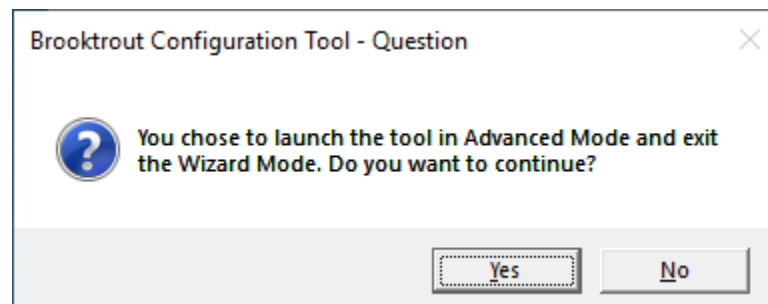 Brooktrout Configuration Tool - Question
You chose to launch the tool in Advanced Mode and exit
the Wizard Mode. Do you want to continue?
Yes No